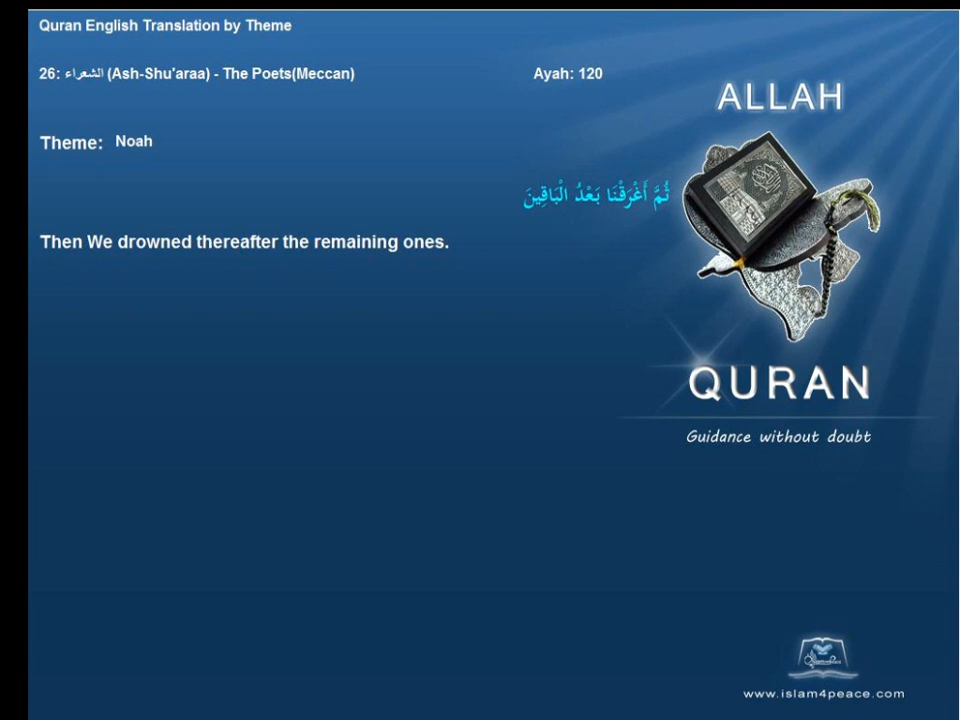 Quran English Translation by Theme
26: الشعراء (Ash-Shu'araa) - The Poets(Meccan) Ayah: 120
ALLAH
Theme: Noah
ثُمَّ أَغْرَقْنَا بَعْدُ الْبَاقِينَ
Then We drowned thereafter the remaining ones.
QURAN
Guidance without doubt
www.islam4peace.com